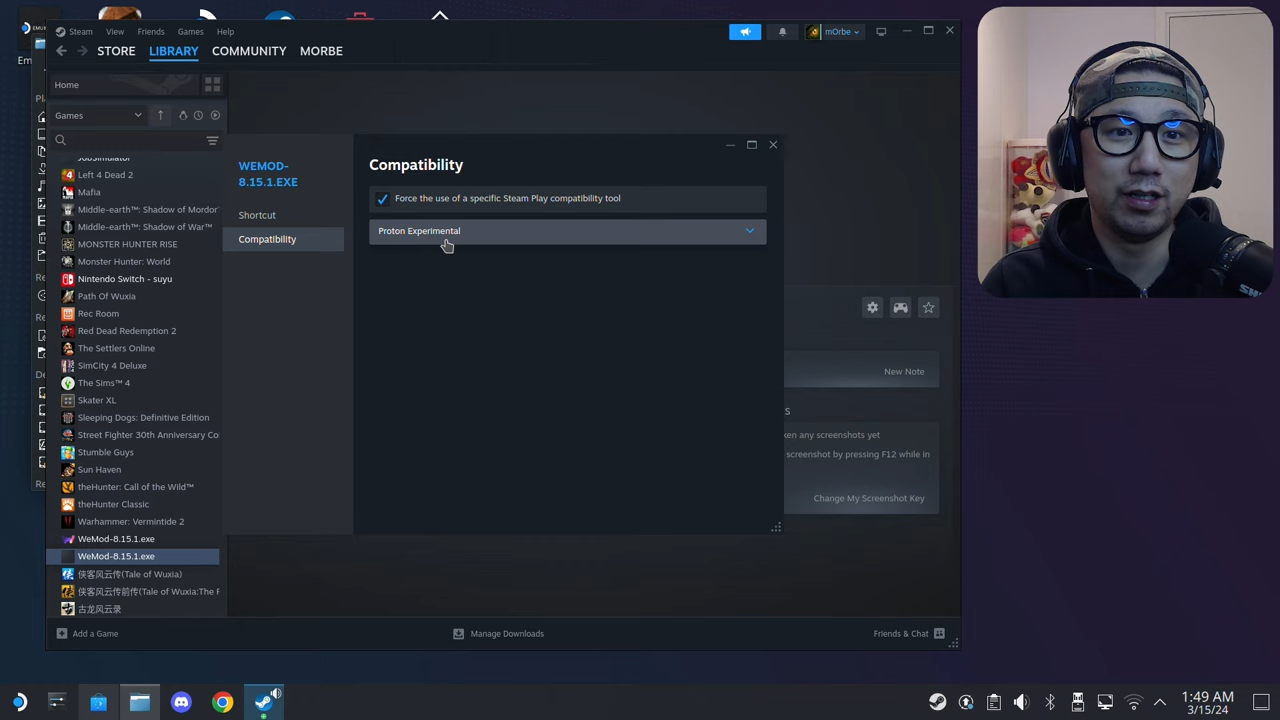 EMU
Em
Steam View Friends Games Help
mOrbe
STORE LIBRARY COMMUNITY MORBE
Home
Games
JobSimulator
Left 4 Dead 2
Mafia
Middle-earth™: Shadow of Mordor
Middle-earth™: Shadow of War™
MONSTER HUNTER RISE
Monster Hunter: World
Nintendo Switch - suyu
Path Of Wuxia
Rec Room
Red Dead Redemption 2
The Settlers Online
SimCity 4 Deluxe
The Sims™ 4
Skater XL
Sleeping Dogs: Definitive Edition
Street Fighter 30th Anniversary Co
Stumble Guys
Sun Haven
theHunter: Call of the Wild™
theHunter Classic
Warhammer: Vermintide 2
WeMod-8.15.1.exe
WeMod-8.15.1.exe
侠客风云传(Tale of Wuxia)
侠客风云传前传(Tale of Wuxia:The P
古龙风云录
WEMOD-
8.15.1.EXE
Shortcut
Compatibility
Compatibility
Force the use of a specific Steam Play compatibility tool
Proton Experimental
New Note
S
ken any screenshots yet
screenshot by pressing F12 while in
Change My Screenshot Key
Add a Game
Manage Downloads
Friends & Chat
1:49 AM
3/15/24